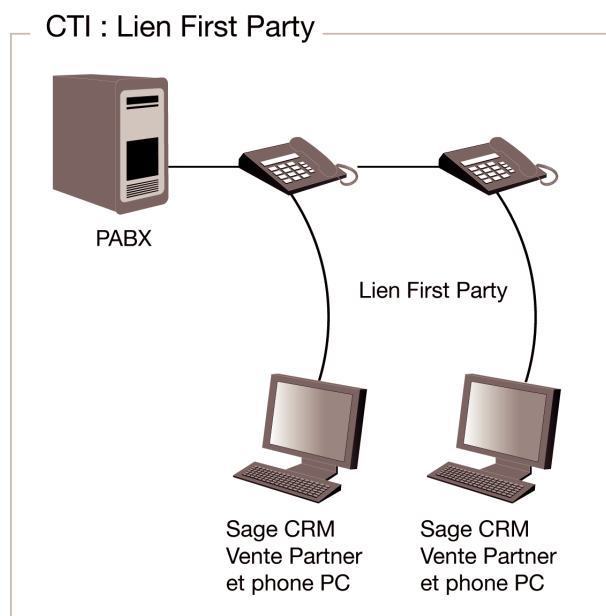 CTI : Lien First Party
PABX
Lien First Party
Sage CRM
Vente Partner
et phone PC
Sage CRM
Vente Partner
et phone PC